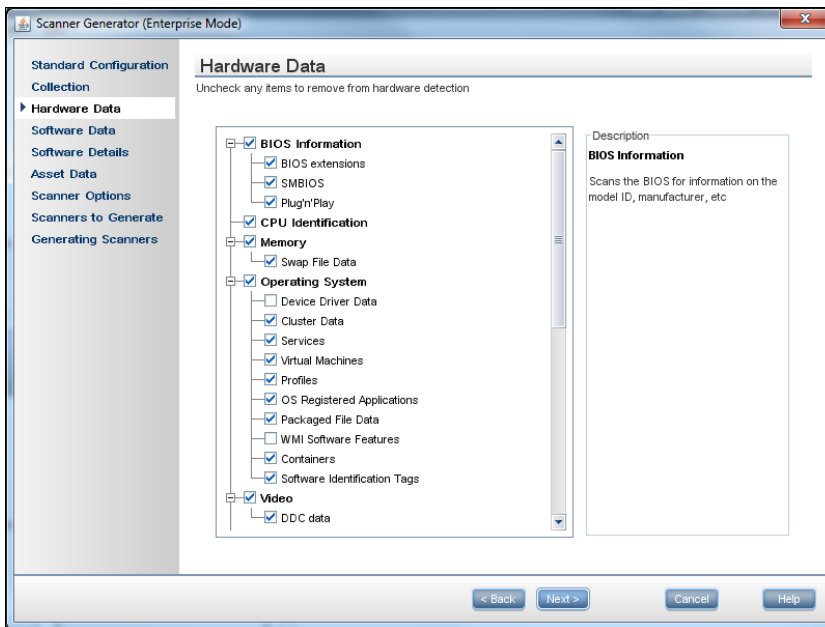 Scanner Generator (Enterprise Mode)
Standard Configuration
Collection
Hardware Data
Software Data
Software Details
Asset Data
Scanner Options
Scanners to Generate
Generating Scanners
Hardware Data
Uncheck any items to remove from hardware detection
BIOS Information
BIOS extensions
SMBIOS
Plug'n'Play
CPU Identification
Memory
Swap File Data
Operating System
Device Driver Data
Cluster Data
Services
Virtual Machines
Profiles
OS Registered Applications
Packaged File Data
WMI Software Features
Containers
Software Identification Tags
Video
DDC data
Description
BIOS Information
Scans the BIOS for information on the
model ID, manufacturer, etc
< Back
Next >
Cancel
Help